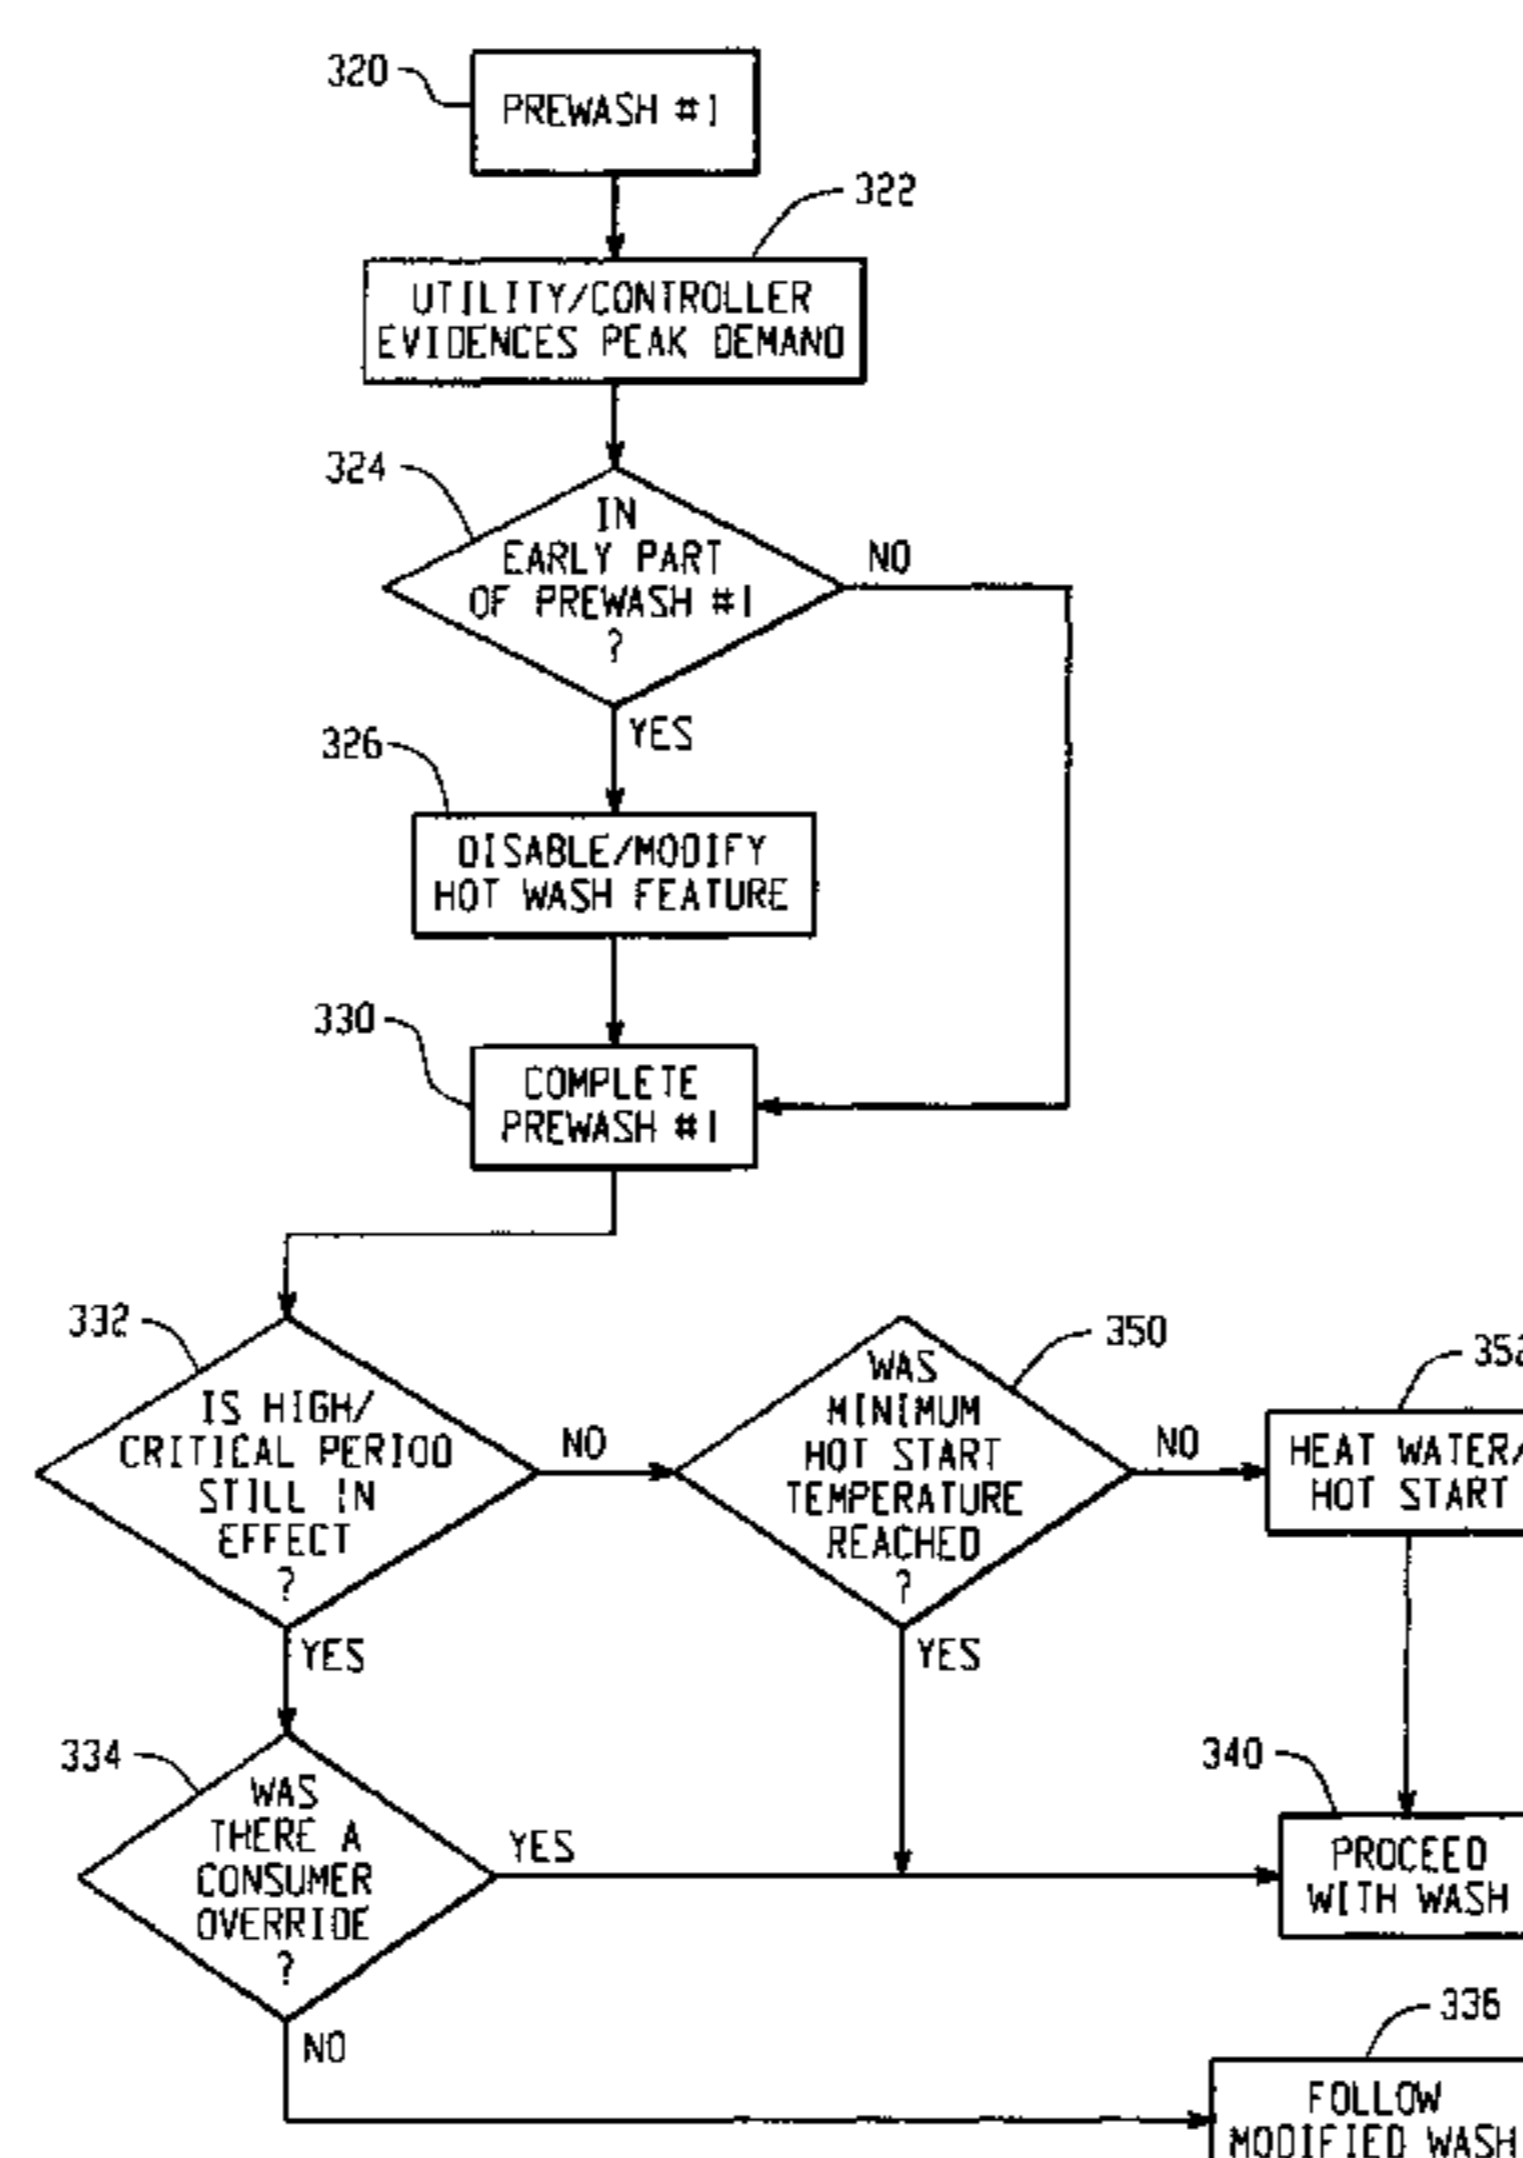 320
PREWASH #1
322
UTILITY/CONTROLLER
EVIDENCES PEAK DEMAND
324
IN
EARLY PART
OF PREWASH #1
?
NO
YES
326
DISABLE/MODIFY
HOT WASH FEATURE
330
COMPLETE
PREWASH #1
332
IS HIGH/
CRITICAL PERIOD
STILL IN
EFFECT
?
NO
YES
350
WAS
MINIMUM
HOT START
TEMPERATURE
REACHED
?
NO
YES
352
HEAT WATER/
HOT START
334
WAS
THERE A
CONSUMER
OVERRIDE
?
YES
NO
340
PROCEED
WITH WASH
336
FOLLOW
MODIFIED WASH